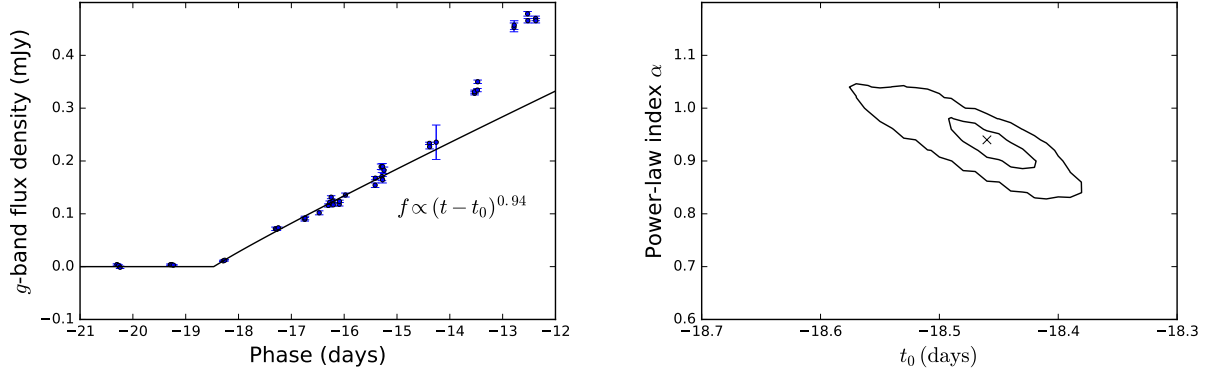 0.5
0.4
0.3
0.2
0.1
0.0
−0.1
g-band flux density (mJy)
f ∝ (t − t₀)^0.94
−21 −20 −19 −18 −17 −16 −15 −14 −13 −12
Phase (days)
1.1
1.0
0.9
0.8
0.7
0.6
Power-law index α
−18.7 −18.6 −18.5 −18.4 −18.3
t₀ (days)